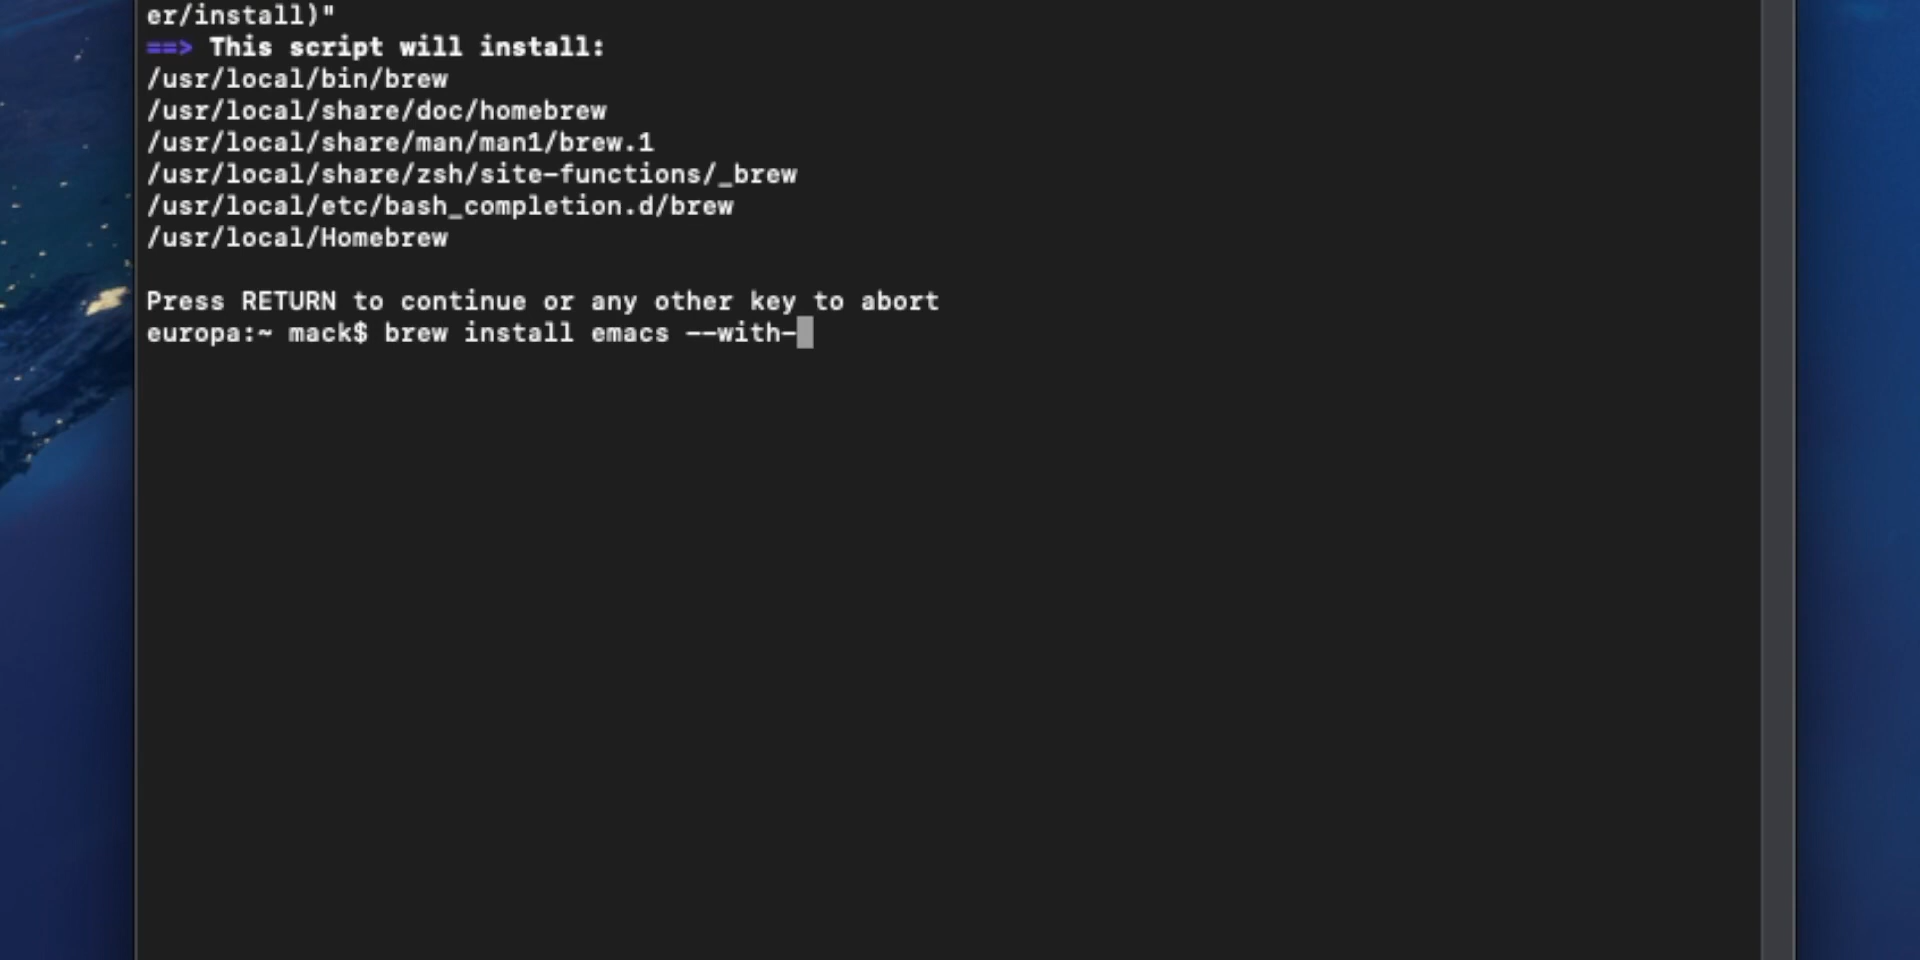 er/install)"
==> This script will install:
/usr/local/bin/brew
/usr/local/share/doc/homebrew
/usr/local/share/man/man1/brew.1
/usr/local/share/zsh/site-functions/_brew
/usr/local/etc/bash_completion.d/brew
/usr/local/Homebrew
Press RETURN to continue or any other key to abort
europa:~ mack$ brew install emacs --with-